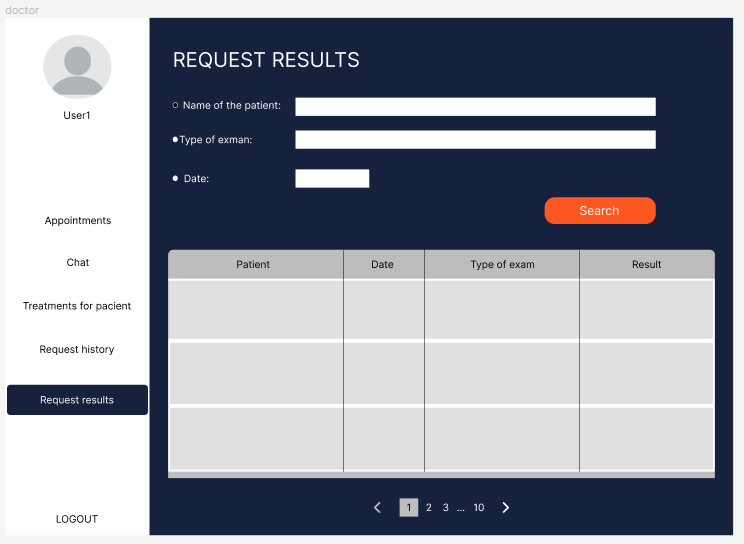 doctor
User1
Appointments
Chat
Treatments for pacient
Request history
Request results
LOGOUT
REQUEST RESULTS
Name of the patient:
Type of exman:
Date:
Search
Patient Date Type of exam Result
1 2 3 ... 10